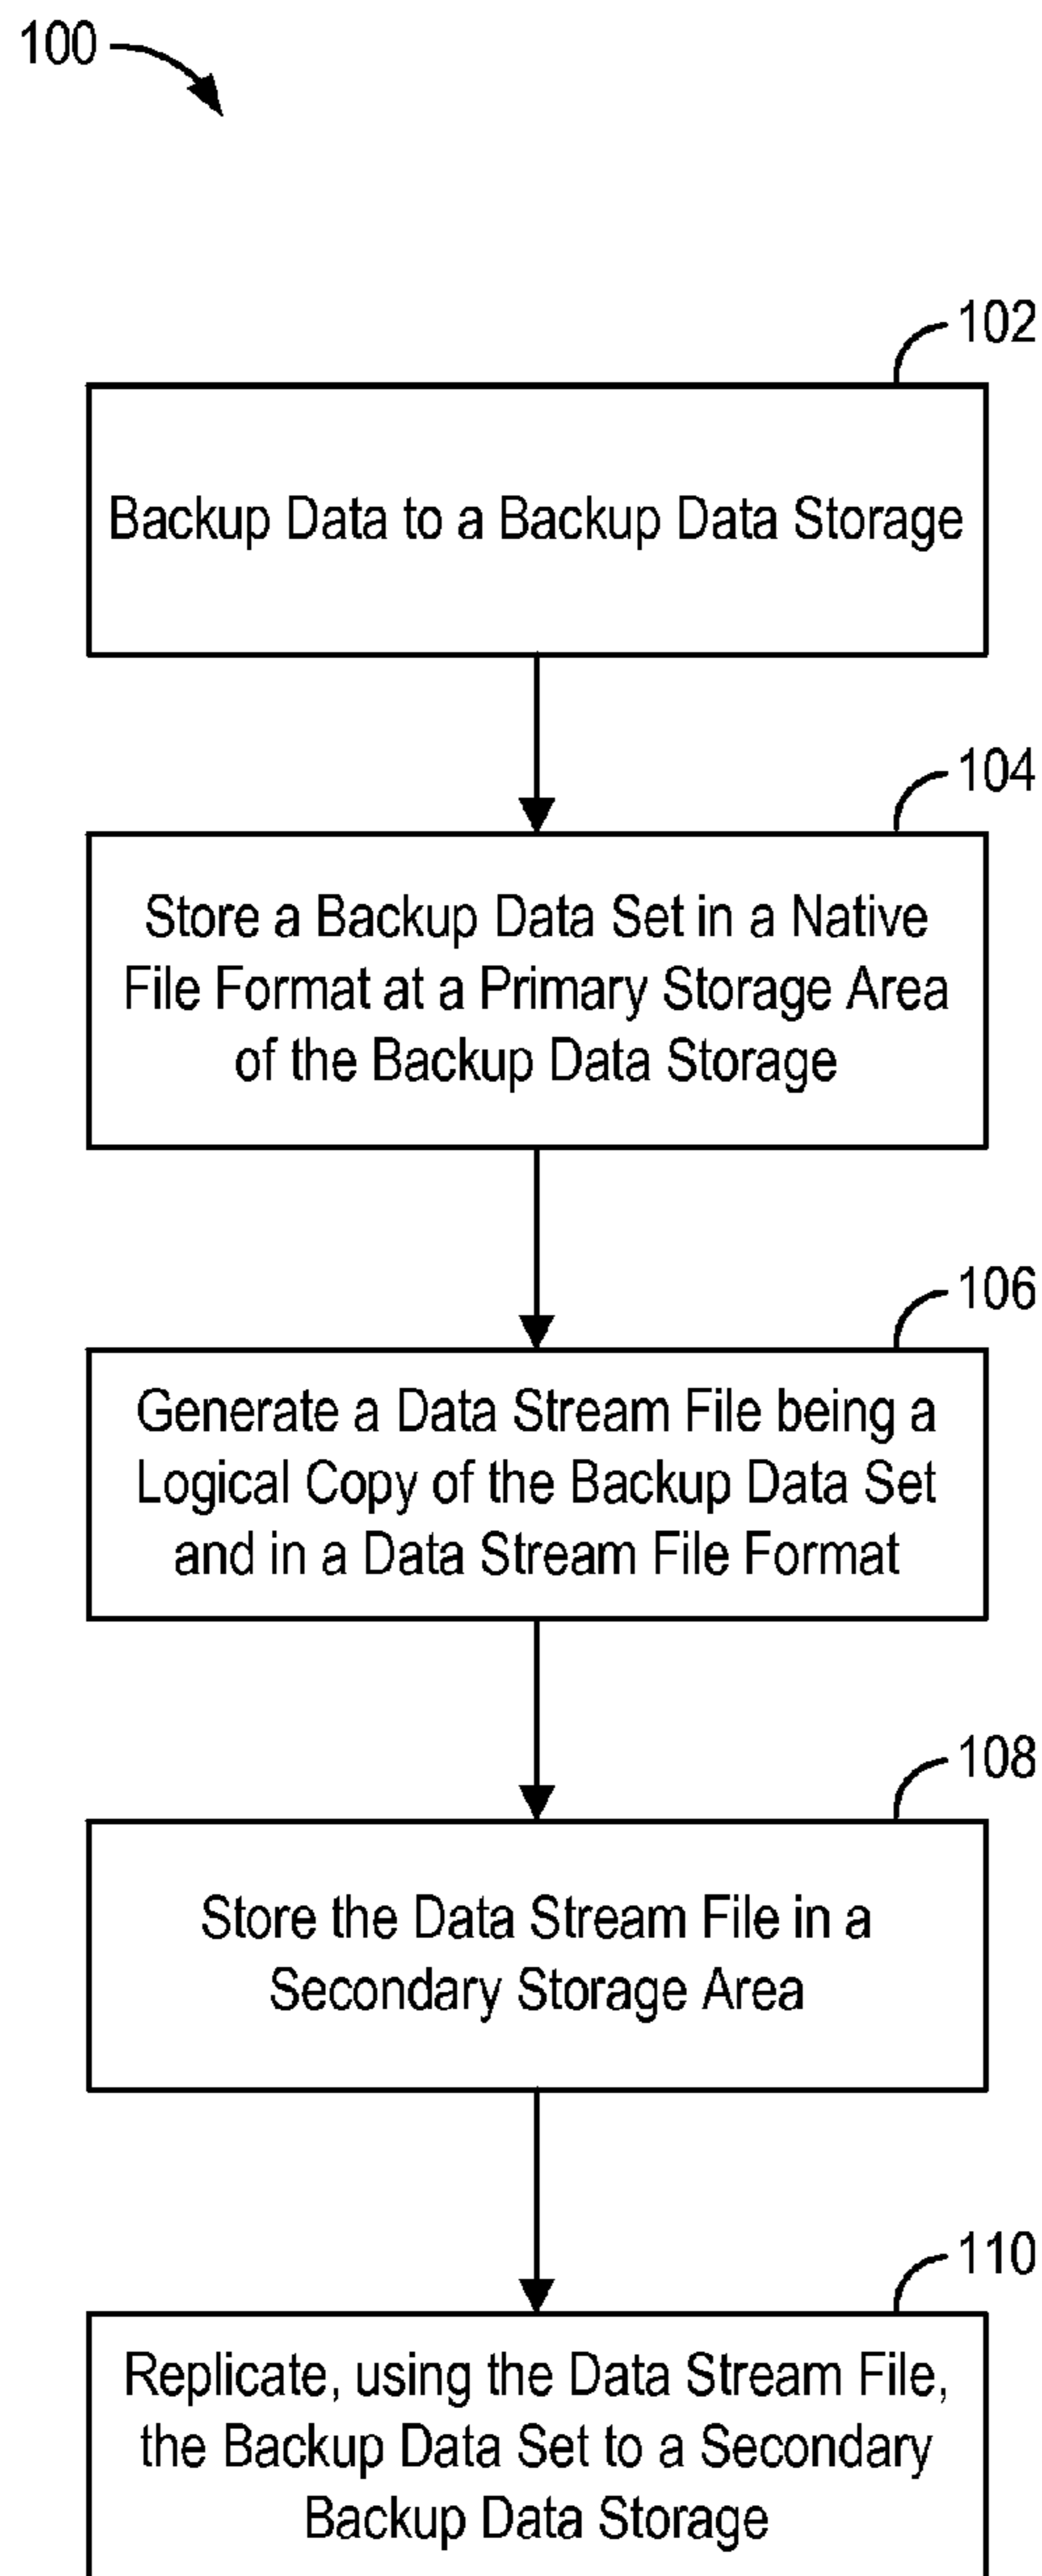 100
102
Backup Data to a Backup Data Storage
104
Store a Backup Data Set in a Native
File Format at a Primary Storage Area
of the Backup Data Storage
106
Generate a Data Stream File being a
Logical Copy of the Backup Data Set
and in a Data Stream File Format
108
Store the Data Stream File in a
Secondary Storage Area
110
Replicate, using the Data Stream File,
the Backup Data Set to a Secondary
Backup Data Storage